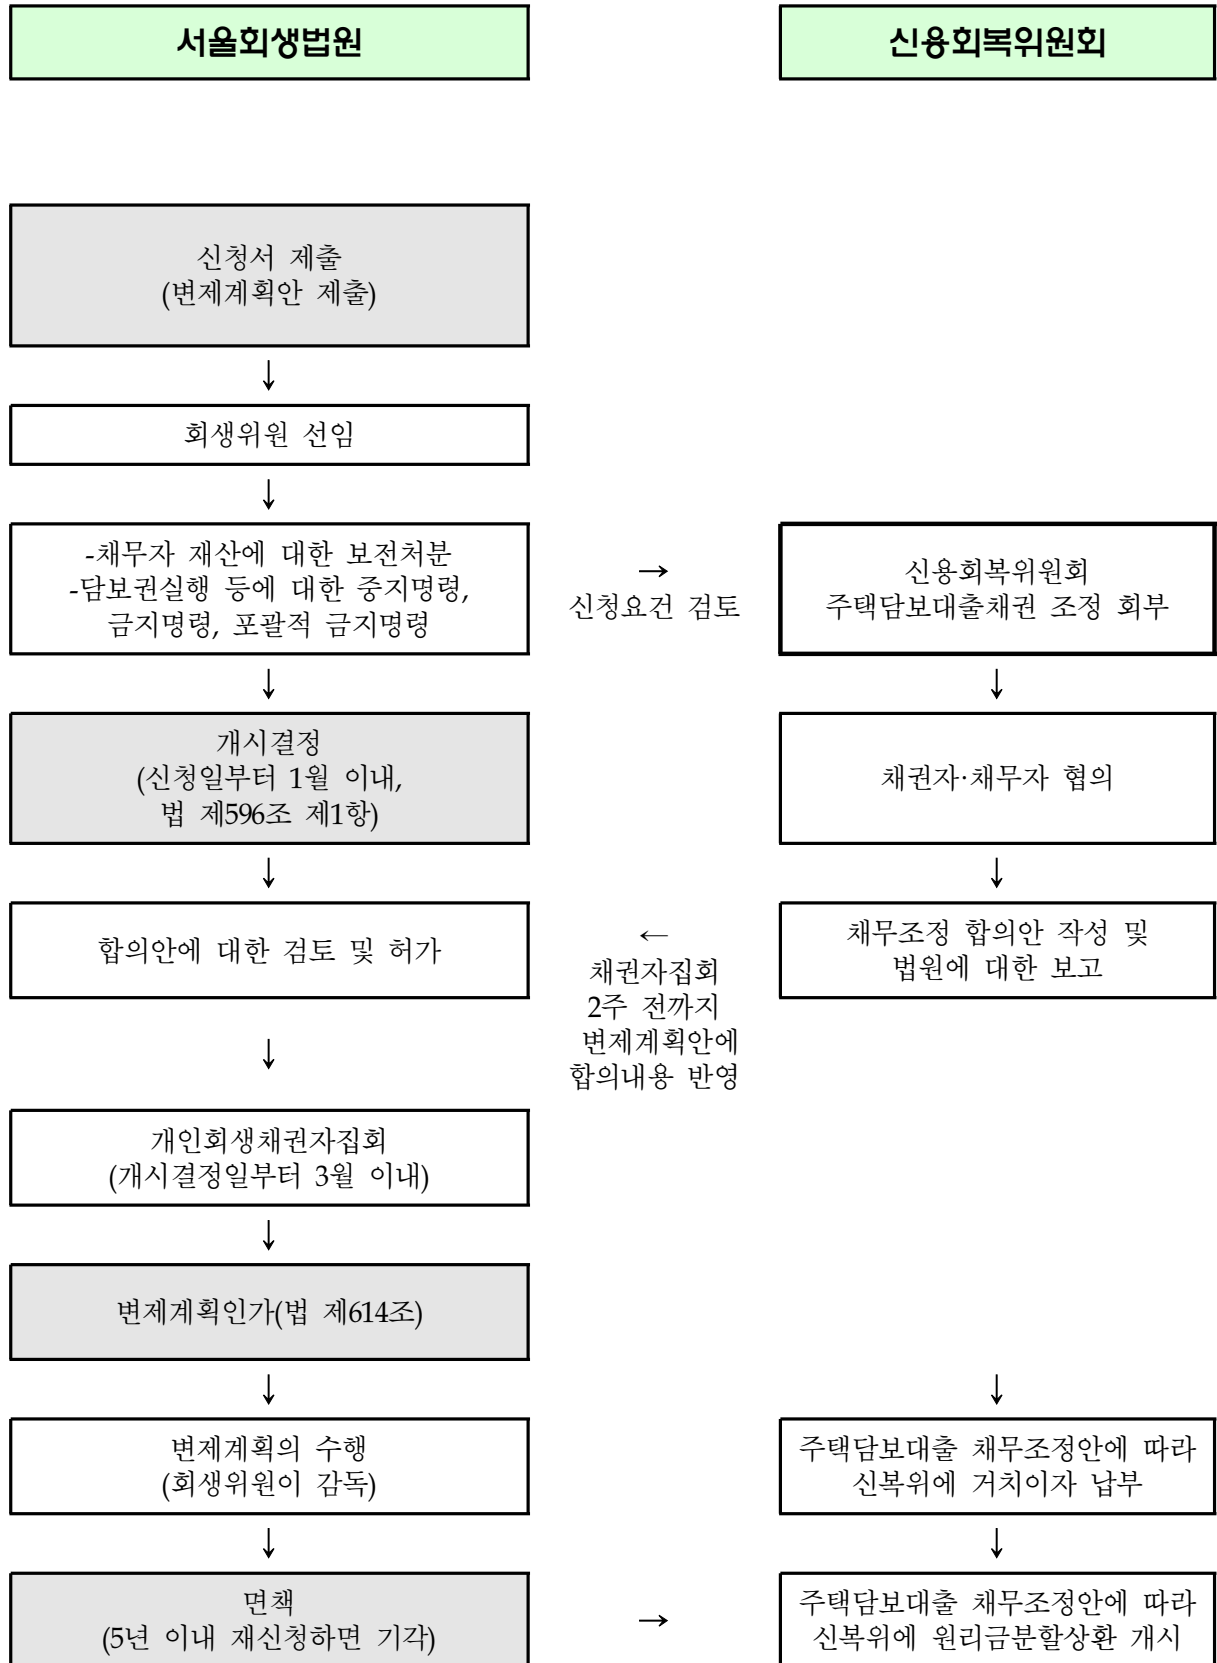 서울회생법원
신용회복위원회
신청서 제출
(변제계획안 제출)
↓
회생위원 선임
↓
-채무자 재산에 대한 보전처분
-담보권실행 등에 대한 중지명령,
금지명령, 포괄적 금지명령
→
신청요건 검토
신용회복위원회
주택담보대출채권 조정 회부
↓
↓
개시결정
(신청일부터 1월 이내,
법 제596조 제1항)
채권자·채무자 협의
↓
↓
합의안에 대한 검토 및 허가
←
채권자집회
2주 전까지
변제계획안에
합의내용 반영
채무조정 합의안 작성 및
법원에 대한 보고
↓
개인회생채권자집회
(개시결정일부터 3월 이내)
↓
변제계획인가(법 제614조)
↓
↓
변제계획의 수행
(회생위원이 감독)
주택담보대출 채무조정안에 따라
신복위에 거치이자 납부
↓
↓
면책
(5년 이내 재신청하면 기각)
→
주택담보대출 채무조정안에 따라
신복위에 원리금분할상환 개시